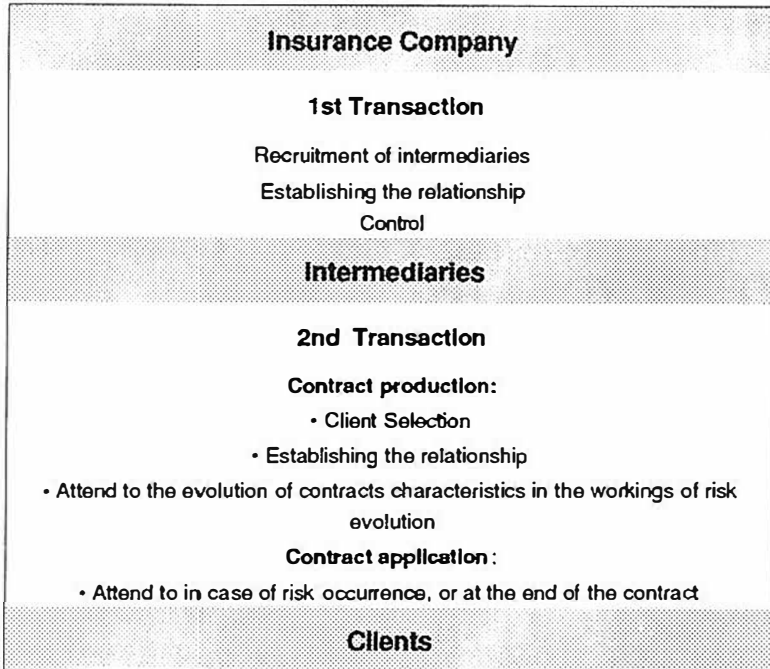 Insurance Company
1st Transaction
Recruitment of intermediaries
Establishing the relationship
Control
Intermediaries
2nd Transaction
Contract production:
• Client Selection
• Establishing the relationship
• Attend to the evolution of contracts characteristics in the workings of risk
evolution
Contract application:
• Attend to in case of risk occurrence, or at the end of the contract
Clients